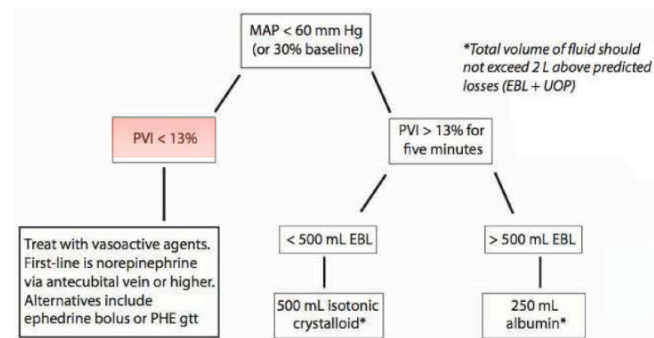 MAP < 60 mm Hg
(or 30% baseline)
*Total volume of fluid should
not exceed 2 L above predicted
losses (EBL + UOP)
PVI < 13%
PVI > 13% for
five minutes
Treat with vasoactive agents.
First-line is norepinephrine
via antecubital vein or higher.
Alternatives include
ephedrine bolus or PHE gtt
< 500 mL EBL
> 500 mL EBL
500 mL isotonic
crystalloid*
250 mL
albumin*